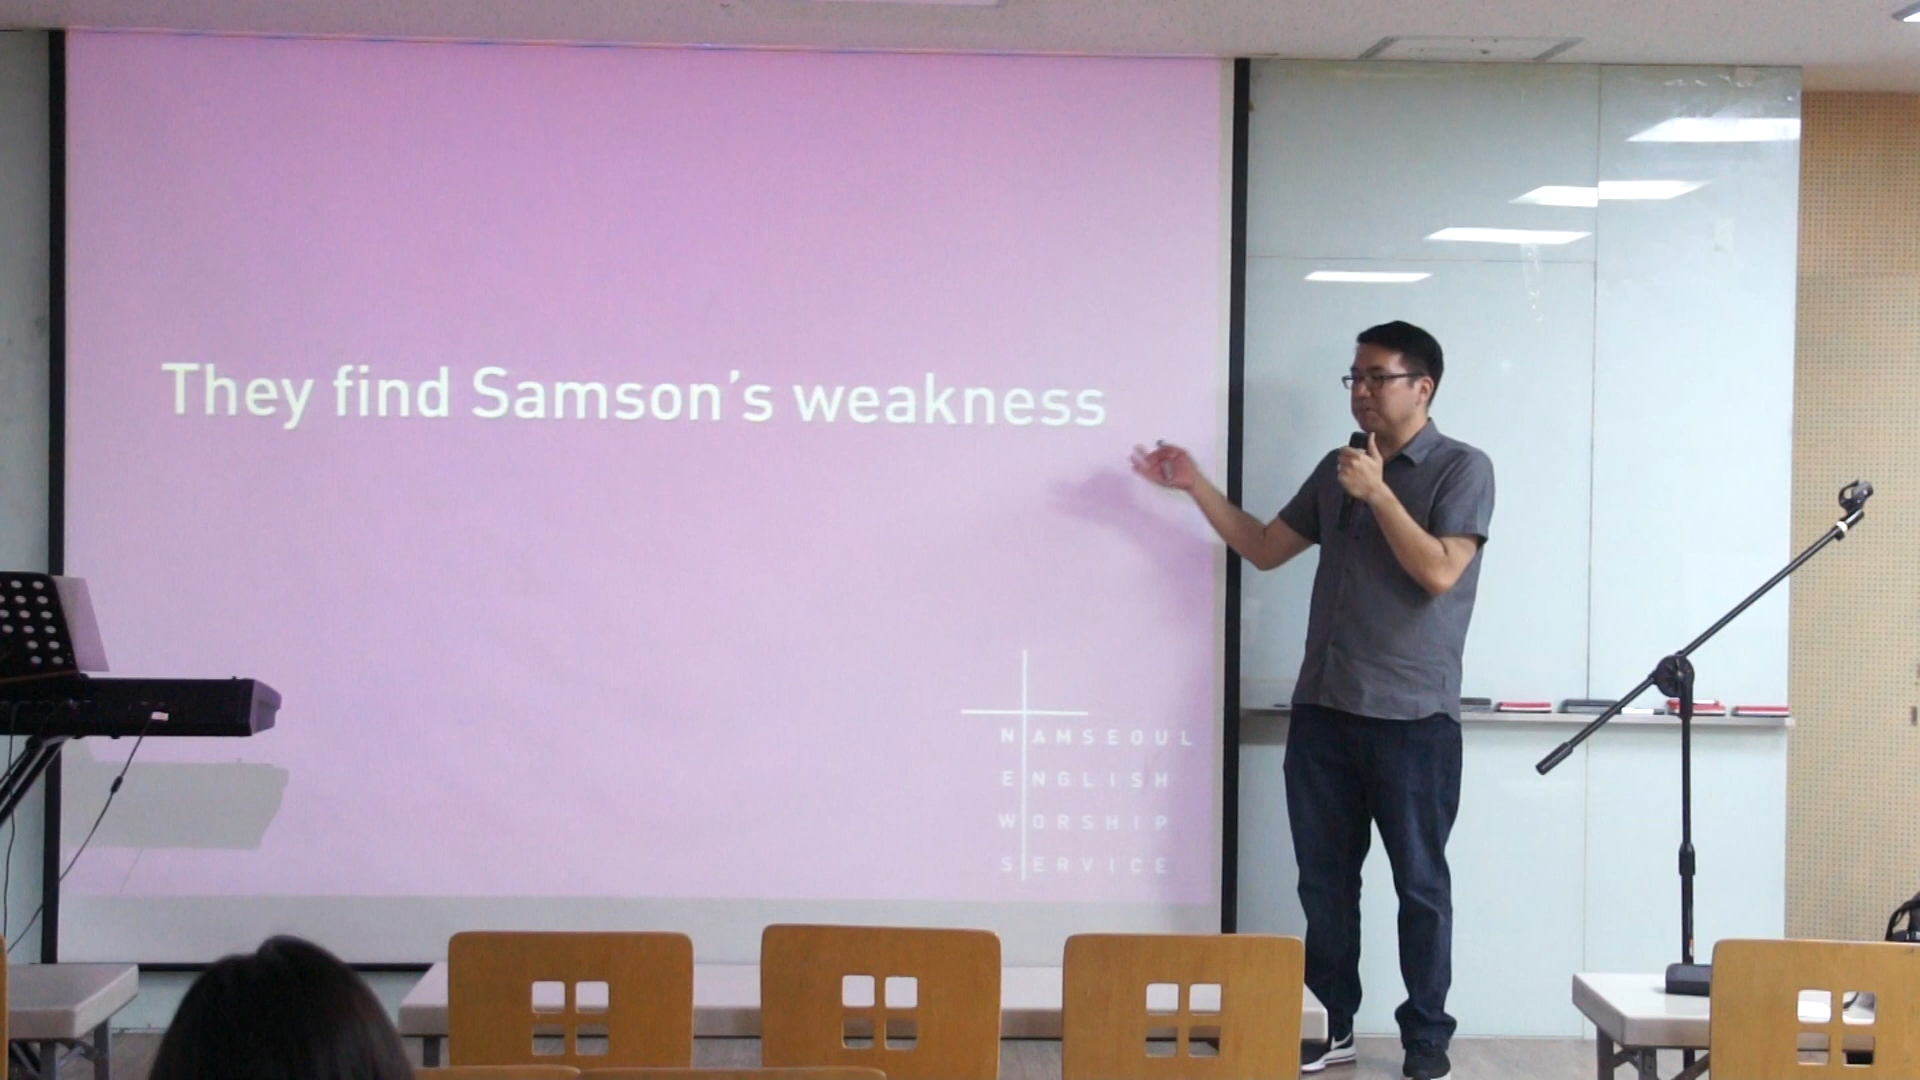 They find Samson's weakness
NAMSEOUL
ENGLISH
WORSHIP
SERVICE